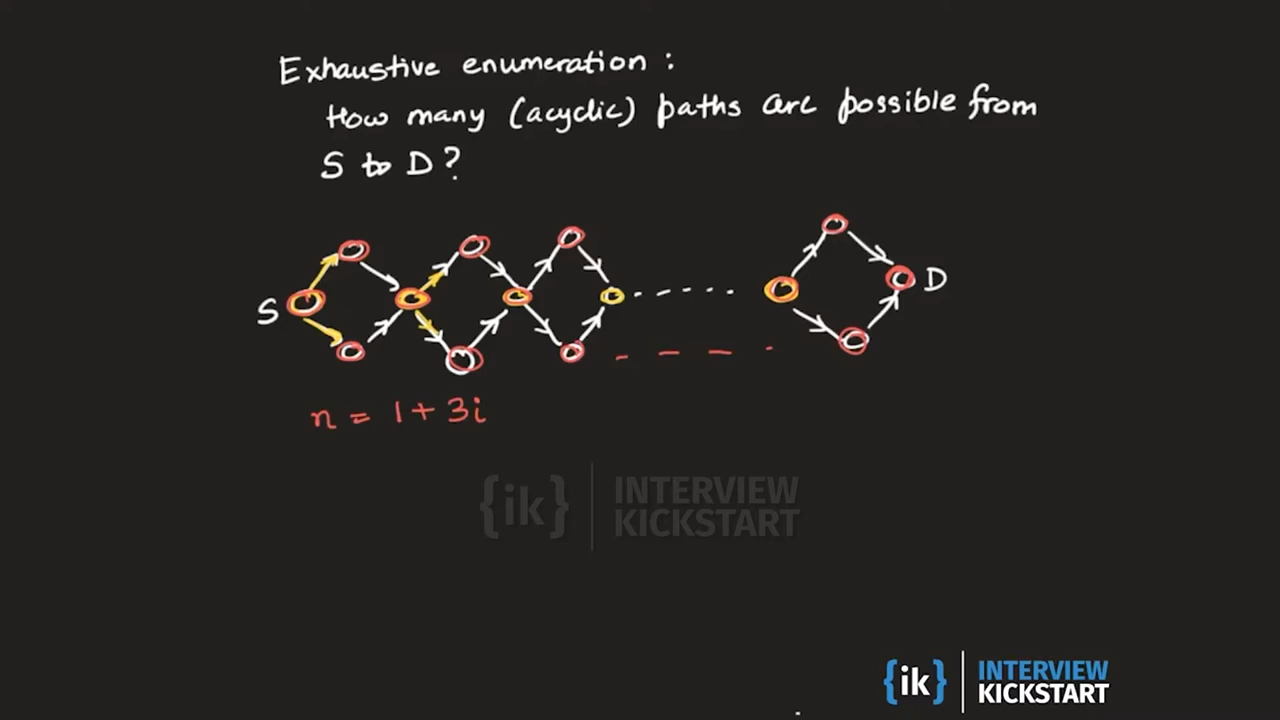 Exhaustive enumeration :
How many (acyclic) paths are possible from
S to D?
S
D
n = 1 + 3i
{ik} INTERVIEW
KICKSTART
{ik} INTERVIEW
KICKSTART